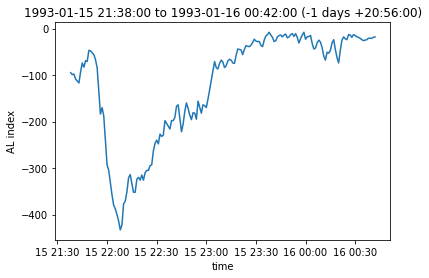 1993-01-15 21:38:00 to 1993-01-16 00:42:00 (-1 days +20:56:00)
0
−100
−200
−300
−400
AL index
15 21:30 15 22:00 15 22:30 15 23:00 15 23:30 16 00:00 16 00:30
time